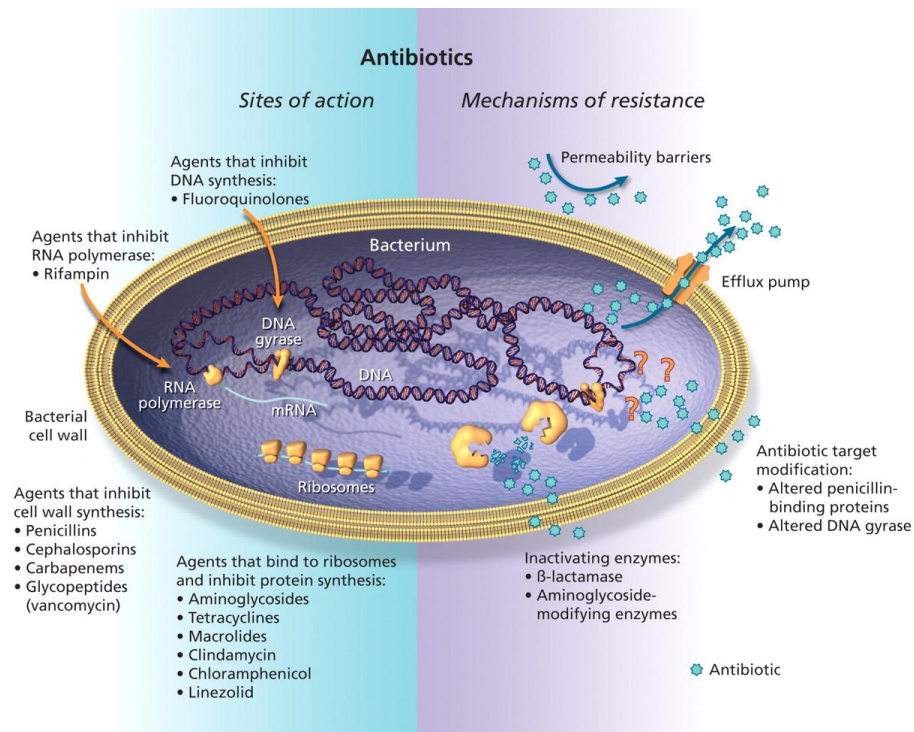 Antibiotics
Sites of action
Mechanisms of resistance
Agents that inhibit
DNA synthesis:
• Fluoroquinolones
Permeability barriers
Agents that inhibit
RNA polymerase:
• Rifampin
Bacterium
Efflux pump
DNA
gyrase
DNA
RNA
polymerase
mRNA
? ? ?
Bacterial
cell wall
Ribosomes
Antibiotic target
modification:
• Altered penicillin-
binding proteins
• Altered DNA gyrase
Agents that inhibit
cell wall synthesis:
• Penicillins
• Cephalosporins
• Carbapenems
• Glycopeptides
(vancomycin)
Agents that bind to ribosomes
and inhibit protein synthesis:
• Aminoglycosides
• Tetracyclines
• Macrolides
• Clindamycin
• Chloramphenicol
• Linezolid
Inactivating enzymes:
• ß-lactamase
• Aminoglycoside-
modifying enzymes
Antibiotic